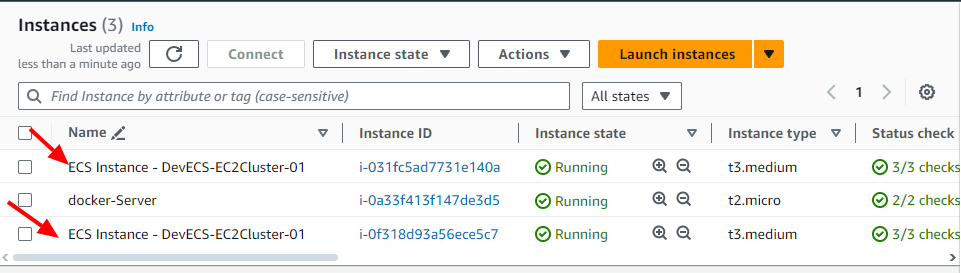 Instances (3) Info
Last updated
less than a minute ago
Connect
Instance state
Actions
Launch instances
Find Instance by attribute or tag (case-sensitive)
All states
1
Name Instance ID Instance state Instance type Status check
ECS Instance - DevECS-EC2Cluster-01 i-031fc5ad7731e140a Running t3.medium 3/3 checks
docker-Server i-0a33f413f147de3d5 Running t2.micro 2/2 checks
ECS Instance - DevECS-EC2Cluster-01 i-0f318d93a56ece5c7 Running t3.medium 3/3 checks